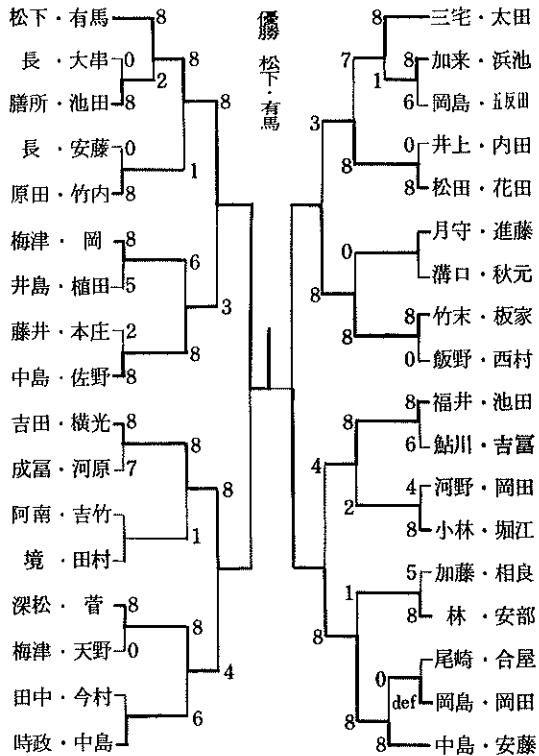 優勝 松下・有馬
松下・有馬 8
長・大串 0
2
膳所・池田 8
8
8
長・安藤 0
1
原田・竹内 8
梅津・岡 8
6
井島・植田 5
3
藤井・本庄 2
8
中島・佐野 8
吉田・横光 8
8
成冨・河原 7
8
阿南・吉竹
1
境・田村
深松・菅 8
8
梅津・天野 0
4
田中・今村
6
時政・中島
8 三宅・太田
7
8 加来・浜池
1
6 岡島・五反田
3
0 井上・内田
8
8 松田・花田
月守・進藤
0
溝口・秋元
8
8 竹末・板家
8
0 飯野・西村
8 福井・池田
8
6 鮎川・吉冨
4
4 河野・岡田
2
8 小林・堀江
5 加藤・相良
1
8 林・安部
8
尾崎・合屋
0
def 岡島・岡田
8
8 中島・安藤